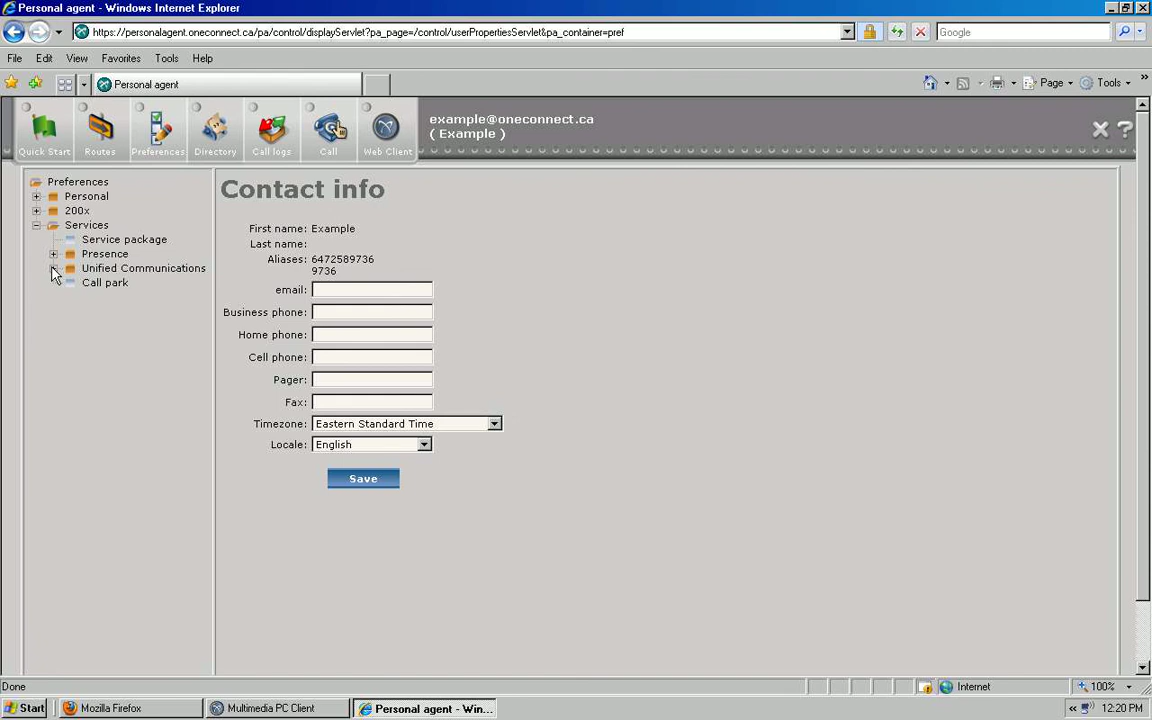 Personal agent - Windows Internet Explorer
https://personalagent.oneconnect.ca/pa/control/displayServlet?pa_page=/control/userPropertiesServlet&pa_container=pref
Google
File Edit View Favorites Tools Help
Personal agent
Page Tools
Quick Start Routes Preferences Directory Call logs Call Web Client
example@oneconnect.ca
( Example )
Preferences
Personal
200x
Services
Service package
Presence
Unified Communications
Call park
Contact info
First name: Example
Last name:
Aliases: 6472589736
9736
email:
Business phone:
Home phone:
Cell phone:
Pager:
Fax:
Timezone: Eastern Standard Time
Locale: English
Save
Done
Internet
100%
Start
Mozilla Firefox
Multimedia PC Client
Personal agent - Win...
12:20 PM